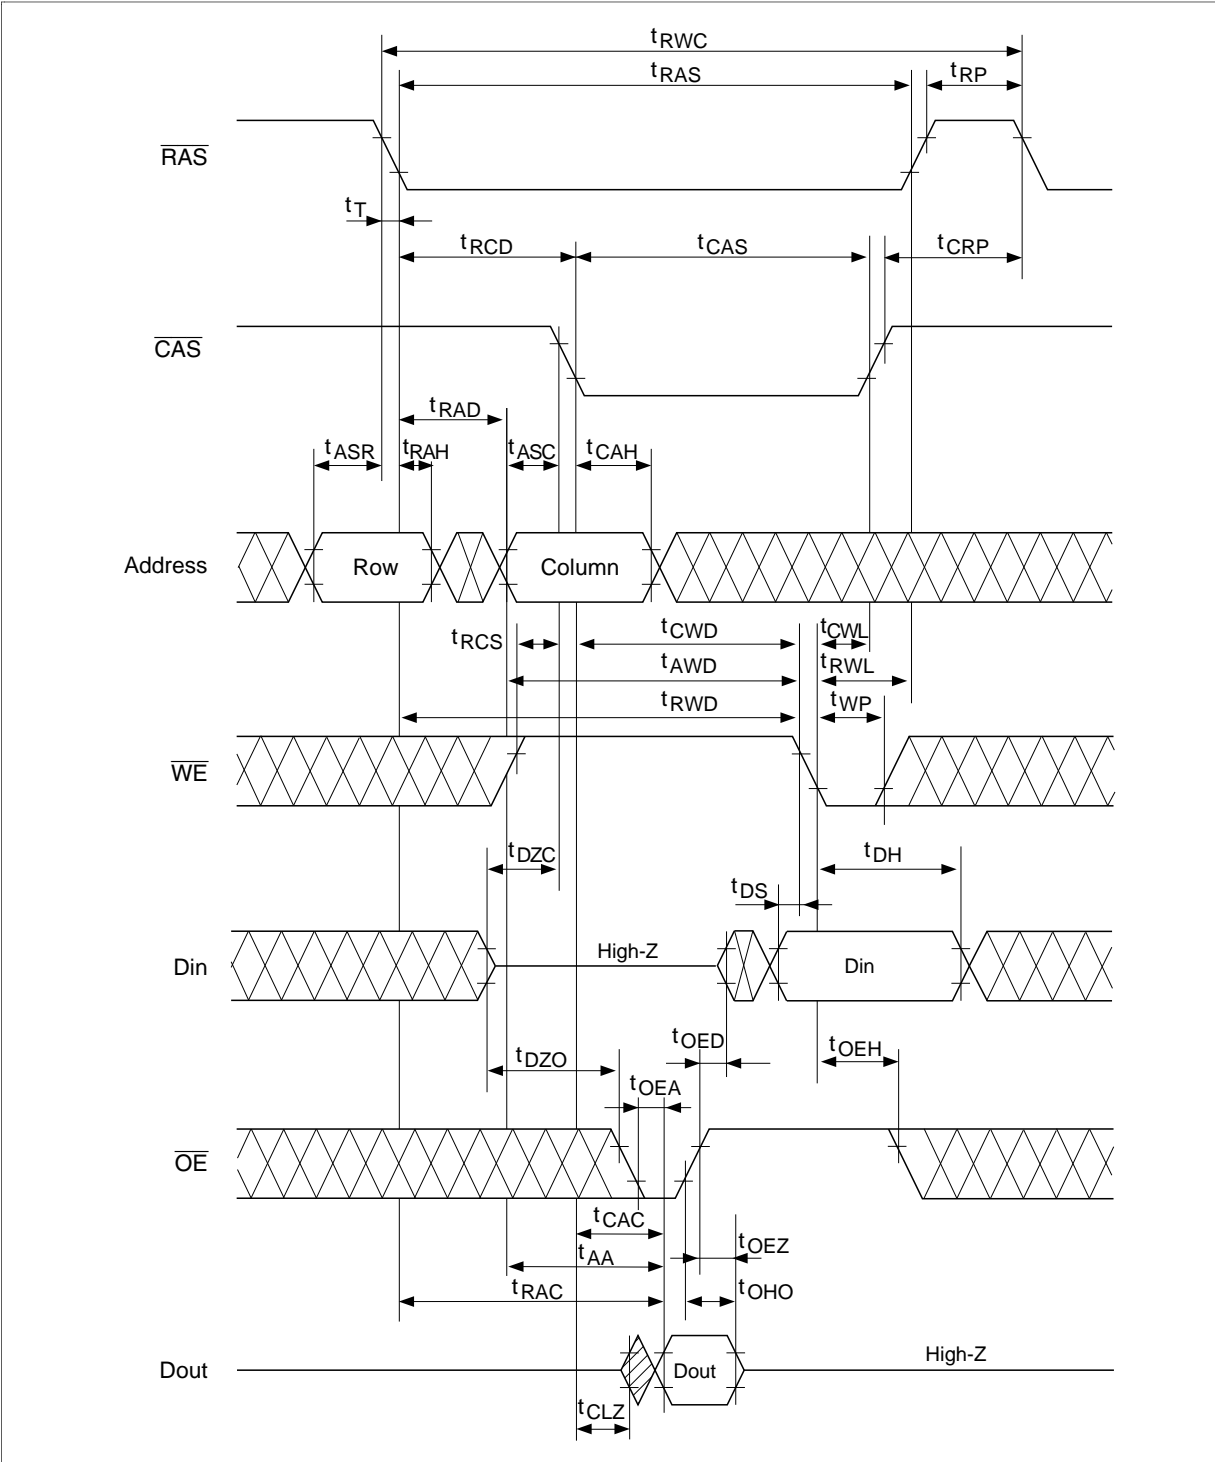 tRWC
tRAS
tRP
RAS
tT
tRCD
tCAS
tCRP
CAS
tRAD
tASR
tRAH
tASC
tCAH
Address
Row
Column
tRCS
tCWD
tCWL
tAWD
tRWL
tRWD
tWP
WE
tDZC
tDH
tDS
Din
High-Z
Din
tOED
tDZO
tOEH
tOEA
OE
tCAC
tOEZ
tAA
tRAC
tOHO
Dout
Dout
High-Z
tCLZ